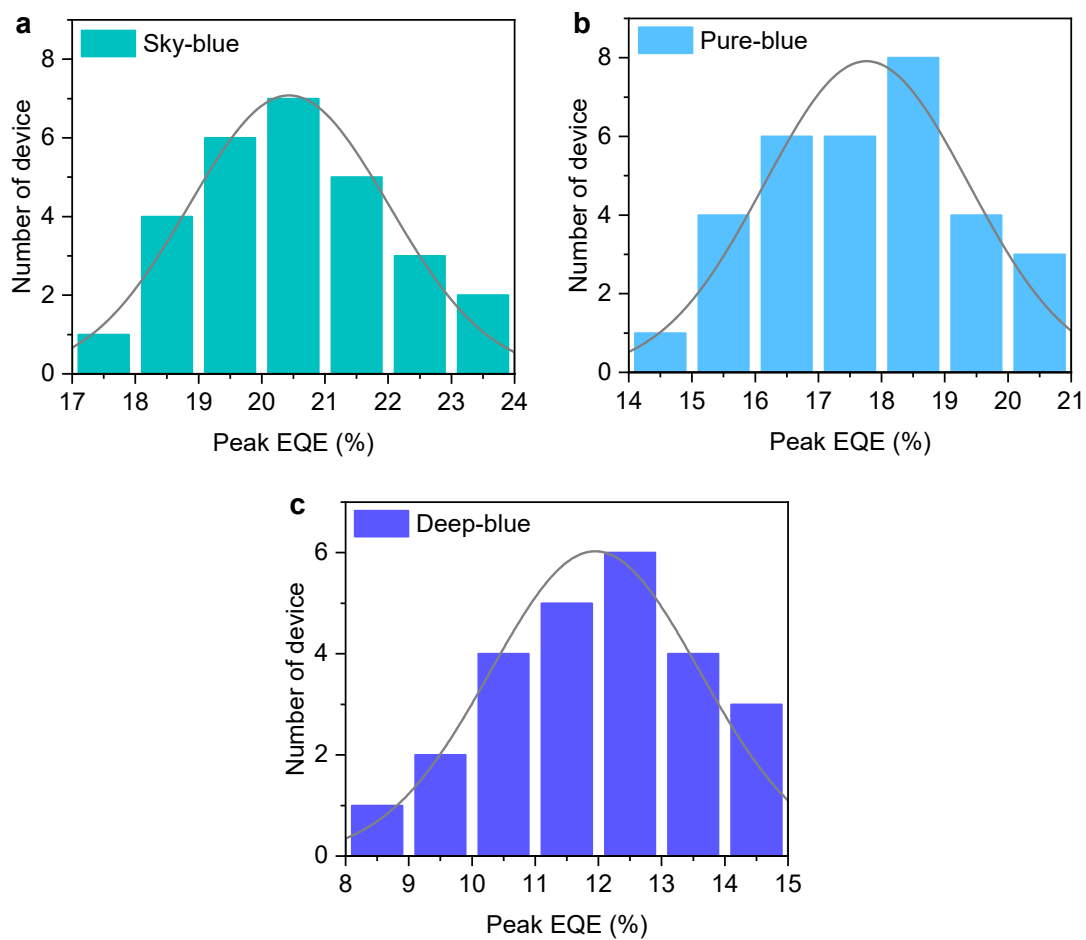 a
Sky-blue
Number of device
8
6
4
2
0
17 18 19 20 21 22 23 24
Peak EQE (%)
b
Pure-blue
Number of device
8
6
4
2
0
14 15 16 17 18 19 20 21
Peak EQE (%)
c
Deep-blue
Number of device
6
4
2
0
8 9 10 11 12 13 14 15
Peak EQE (%)